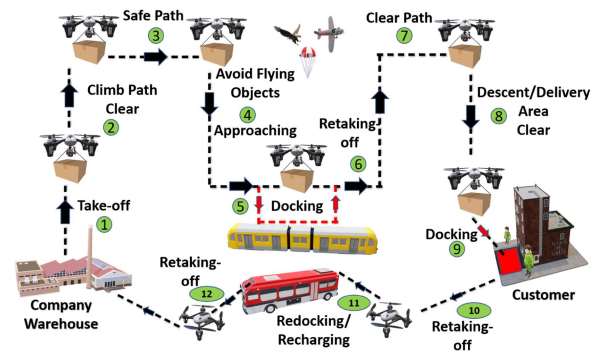 Safe Path
3
Clear Path
7
Avoid Flying
Objects
4
Climb Path
Clear
2
Descent/Delivery
Area
Clear
8
Approaching
Retaking-
off
6
Take-off
1
5
Docking
Docking
9
Company
Warehouse
Retaking-
off
12
11
Redocking/
Recharging
10
Retaking-
off
Customer